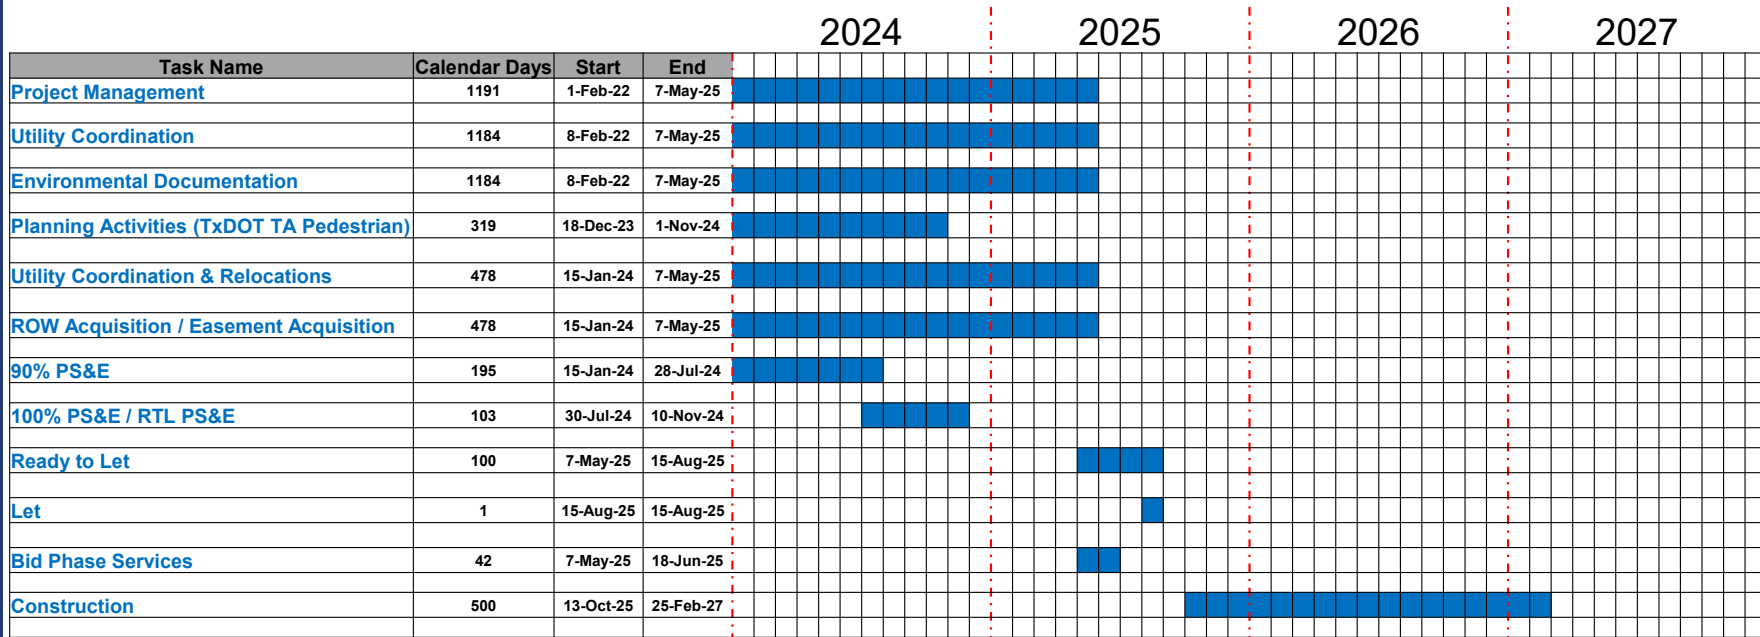 2024 2025 2026 2027
Task Name Calendar Days Start End
Project Management 1191 1-Feb-22 7-May-25
Utility Coordination 1184 8-Feb-22 7-May-25
Environmental Documentation 1184 8-Feb-22 7-May-25
Planning Activities (TxDOT TA Pedestrian) 319 18-Dec-23 1-Nov-24
Utility Coordination & Relocations 478 15-Jan-24 7-May-25
ROW Acquisition / Easement Acquisition 478 15-Jan-24 7-May-25
90% PS&E 195 15-Jan-24 28-Jul-24
100% PS&E / RTL PS&E 103 30-Jul-24 10-Nov-24
Ready to Let 100 7-May-25 15-Aug-25
Let 1 15-Aug-25 15-Aug-25
Bid Phase Services 42 7-May-25 18-Jun-25
Construction 500 13-Oct-25 25-Feb-27